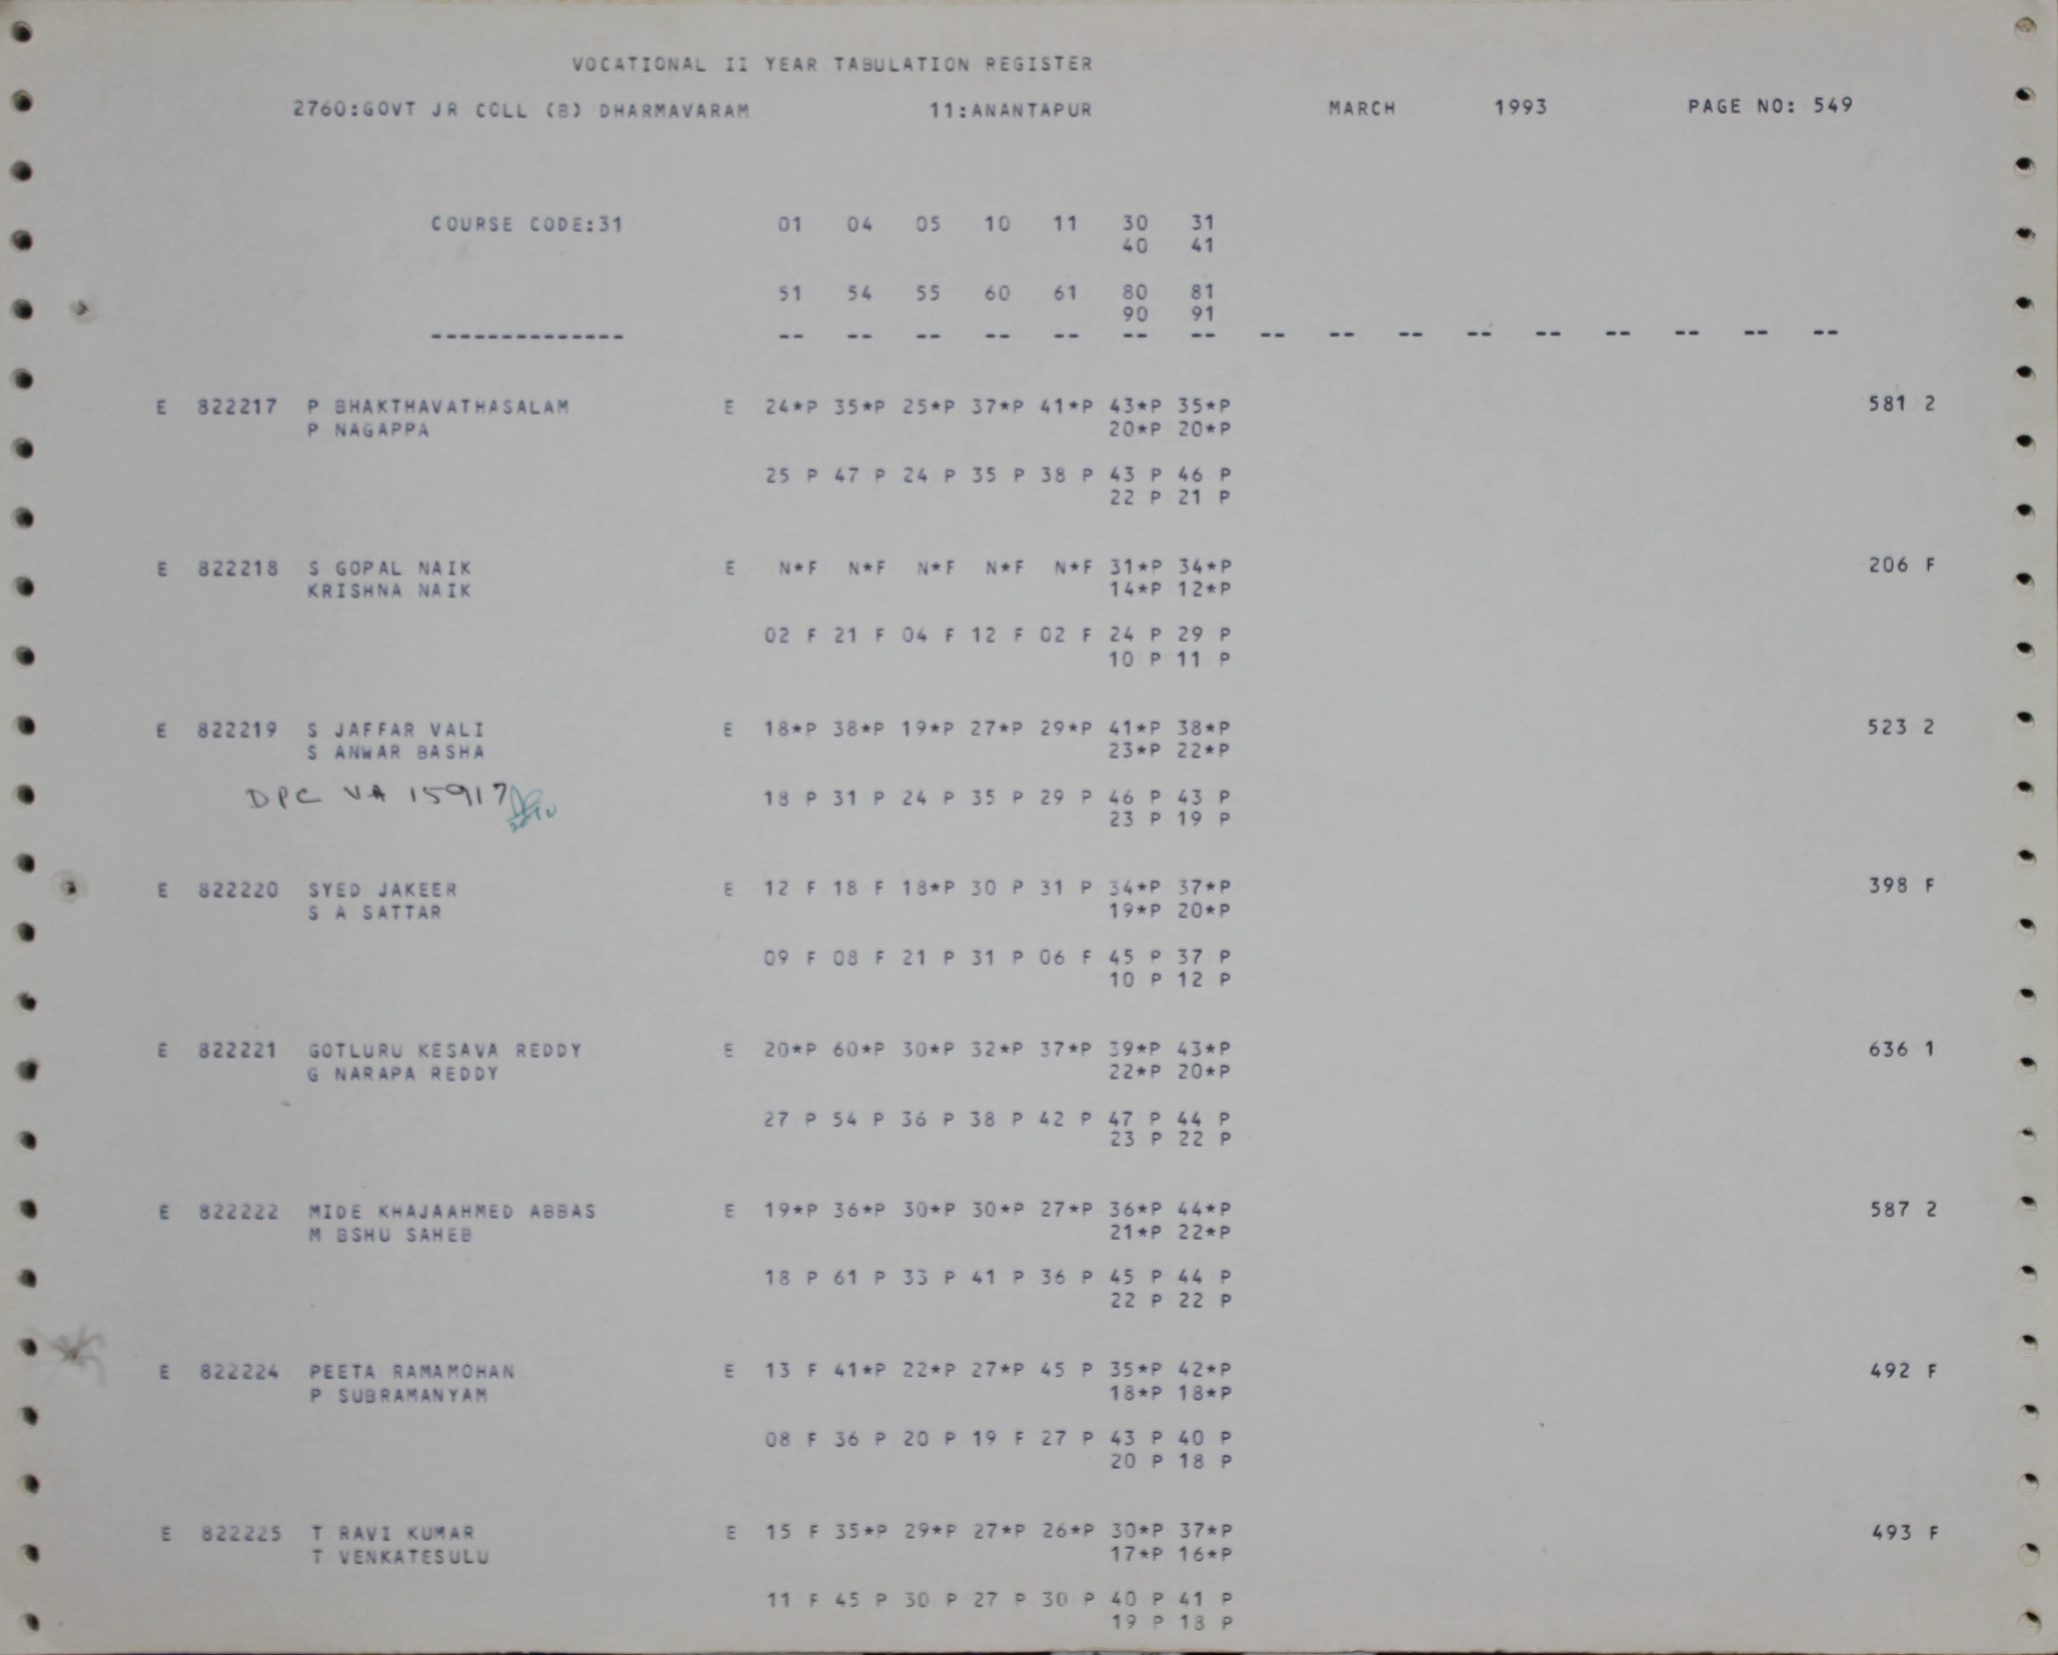 VOCATIONAL II YEAR TABULATION REGISTER
2760:GOVT JR COLL (B) DHARMAVARAM 11:ANANTAPUR MARCH 1993 PAGE NO: 549
COURSE CODE:31 01 04 05 10 11 30 31
40 41
51 54 55 60 61 80 81
90 91
-------------- -- -- -- -- -- -- -- -- -- -- -- -- -- -- -- --
E 822217 P BHAKTHAVATHASALAM E 24*P 35*P 25*P 37*P 41*P 43*P 35*P 581 2
P NAGAPPA 20*P 20*P
25 P 47 P 24 P 35 P 38 P 43 P 46 P
22 P 21 P
E 822218 S GOPAL NAIK E N*F N*F N*F N*F N*F 31*P 34*P 206 F
KRISHNA NAIK 14*P 12*P
02 F 21 F 04 F 12 F 02 F 24 P 29 P
10 P 11 P
E 822219 S JAFFAR VALI E 18*P 38*P 19*P 27*P 29*P 41*P 38*P 523 2
S ANWAR BASHA 23*P 22*P
DPC VA 15917 18 P 31 P 24 P 35 P 29 P 46 P 43 P
23 P 19 P
E 822220 SYED JAKEER E 12 F 18 F 18*P 30 P 31 P 34*P 37*P 398 F
S A SATTAR 19*P 20*P
09 F 08 F 21 P 31 P 06 F 45 P 37 P
10 P 12 P
E 822221 GOTLURU KESAVA REDDY E 20*P 60*P 30*P 32*P 37*P 39*P 43*P 636 1
G NARAPA REDDY 22*P 20*P
27 P 54 P 36 P 38 P 42 P 47 P 44 P
23 P 22 P
E 822222 MIDE KHAJAAHMED ABBAS E 19*P 36*P 30*P 30*P 27*P 36*P 44*P 587 2
M BSHU SAHEB 21*P 22*P
18 P 61 P 33 P 41 P 36 P 45 P 44 P
22 P 22 P
E 822224 PEETA RAMAMOHAN E 13 F 41*P 22*P 27*P 45 P 35*P 42*P 492 F
P SUBRAMANYAM 18*P 18*P
08 F 36 P 20 P 19 F 27 P 43 P 40 P
20 P 18 P
E 822225 T RAVI KUMAR E 15 F 35*P 29*P 27*P 26*P 30*P 37*P 493 F
T VENKATESULU 17*P 16*P
11 F 45 P 30 P 27 P 30 P 40 P 41 P
19 P 18 P